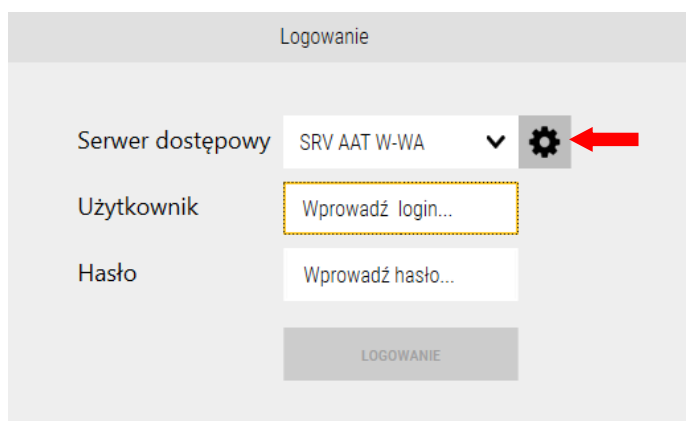 Logowanie
Serwer dostępowy SRV AAT W-WA
Użytkownik Wprowadź login...
Hasło Wprowadź hasło...
LOGOWANIE